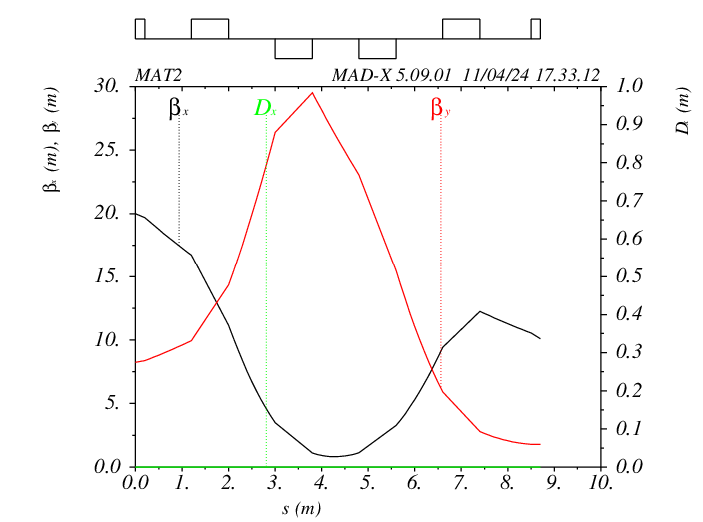 MAT2 MAD-X 5.09.01 11/04/24 17.33.12
30. 1.0
βx Dx βy
0.9
25.
0.8
0.7
20.
0.6
15. 0.5
0.4
10.
0.3
0.2
5.
0.1
0.0 0.0
0.0 1. 2. 3. 4. 5. 6. 7. 8. 9. 10.
s (m)
βx (m), βy (m)
Dx (m)